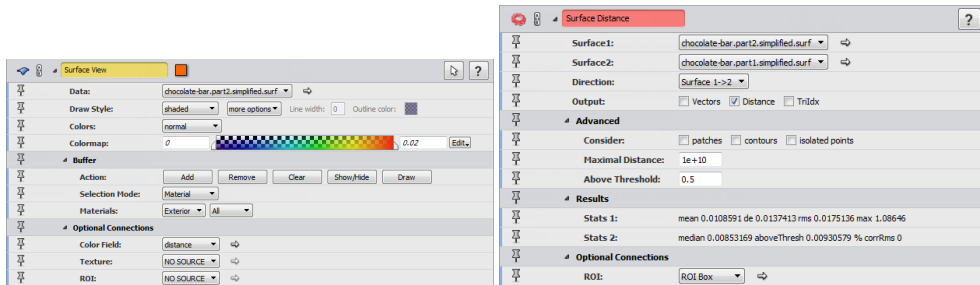 Surface View
?
Data: chocolate-bar.part2.simplified.surf
Draw Style: shaded more options Line width: 0 Outline color:
Colors: normal
Colormap: 0 0.02 Edit
Buffer
Action: Add Remove Clear Show/Hide Draw
Selection Mode: Material
Materials: Exterior All
Optional Connections
Color Field: distance
Texture: NO SOURCE
ROI: NO SOURCE
Surface Distance
?
Surface1: chocolate-bar.part2.simplified.surf
Surface2: chocolate-bar.part1.simplified.surf
Direction: Surface 1->2
Output: Vectors Distance TriIdx
Advanced
Consider: patches contours isolated points
Maximal Distance: 1e+10
Above Threshold: 0.5
Results
Stats 1: mean 0.0108591 de 0.0137413 rms 0.0175136 max 1.08646
Stats 2: median 0.00853169 aboveThresh 0.00930579 % corrRms 0
Optional Connections
ROI: ROI Box